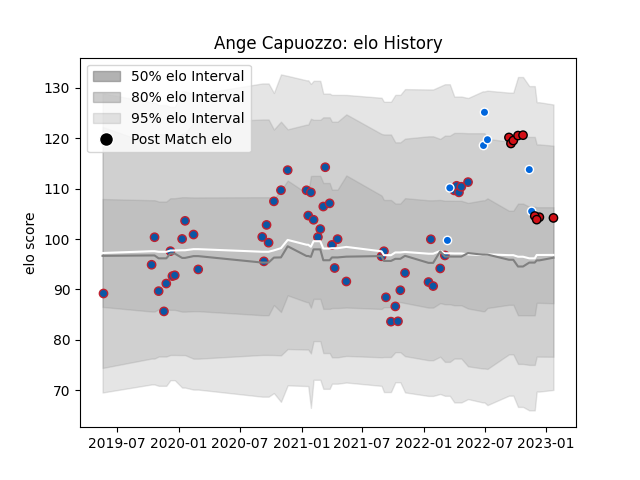 Ange Capuozzo: elo History
50% elo Interval
80% elo Interval
95% elo Interval
Post Match elo
elo score
130
120
110
100
90
80
70
2019-07
2020-01
2020-07
2021-01
2021-07
2022-01
2022-07
2023-01